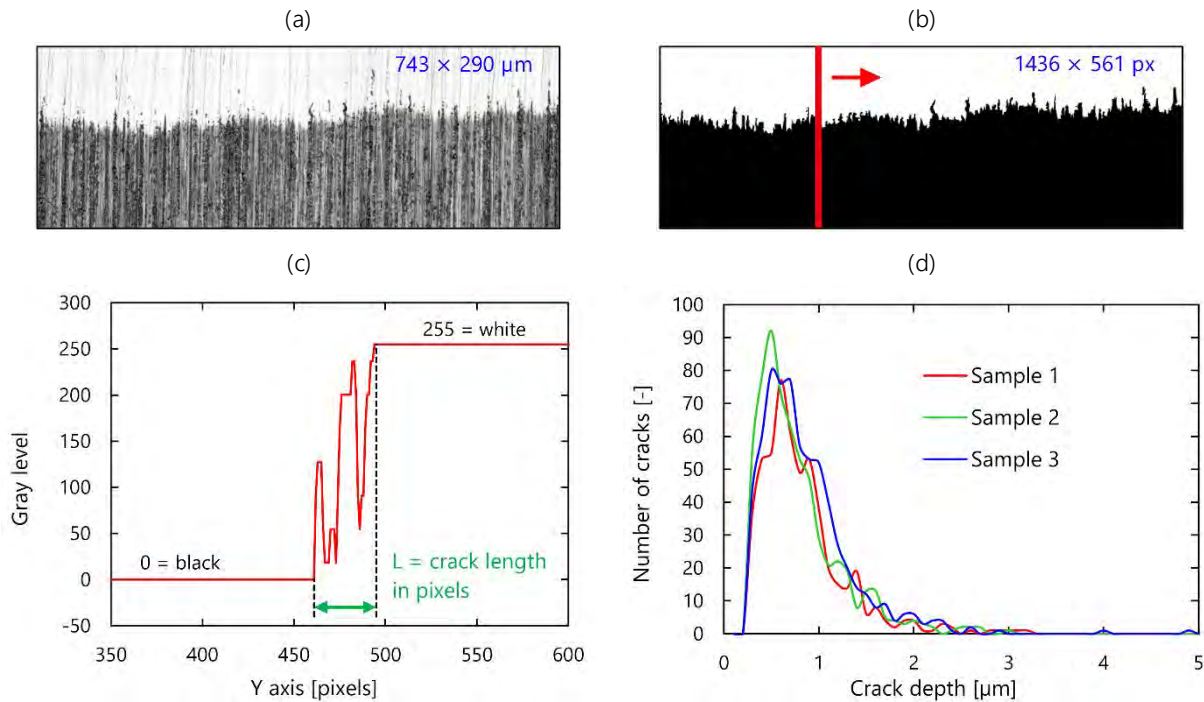 (a)
743 × 290 μm
(b)
1436 × 561 px
(c)
300
250
200
150
100
50
0
-50
350
400
450
500
550
600
Gray level
Y axis [pixels]
255 = white
0 = black
L = crack length
in pixels
(d)
100
90
80
70
60
50
40
30
20
10
0
0
1
2
3
4
5
Number of cracks [-]
Crack depth [μm]
Sample 1
Sample 2
Sample 3